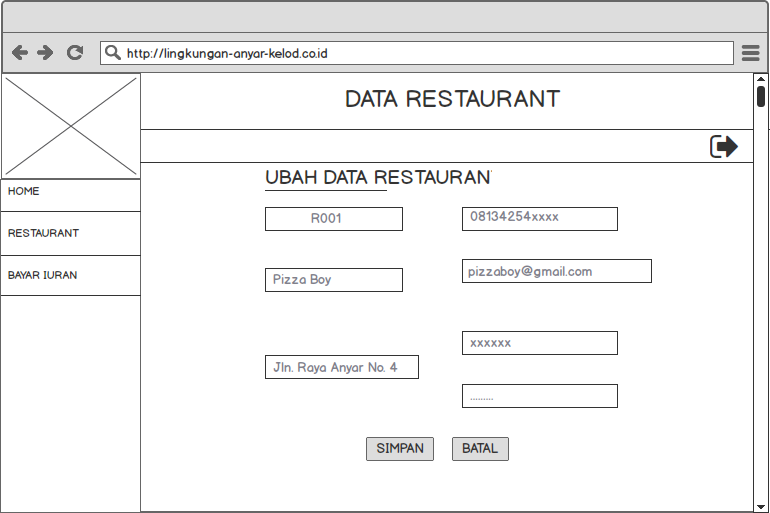 http://lingkungan-anyar-kelod.co.id
DATA RESTAURANT
HOME
RESTAURANT
BAYAR IURAN
UBAH DATA RESTAURAN
R001
08134254xxxx
Pizza Boy
pizzaboy@gmail.com
xxxxxx
Jln. Raya Anyar No. 4
.........
SIMPAN
BATAL